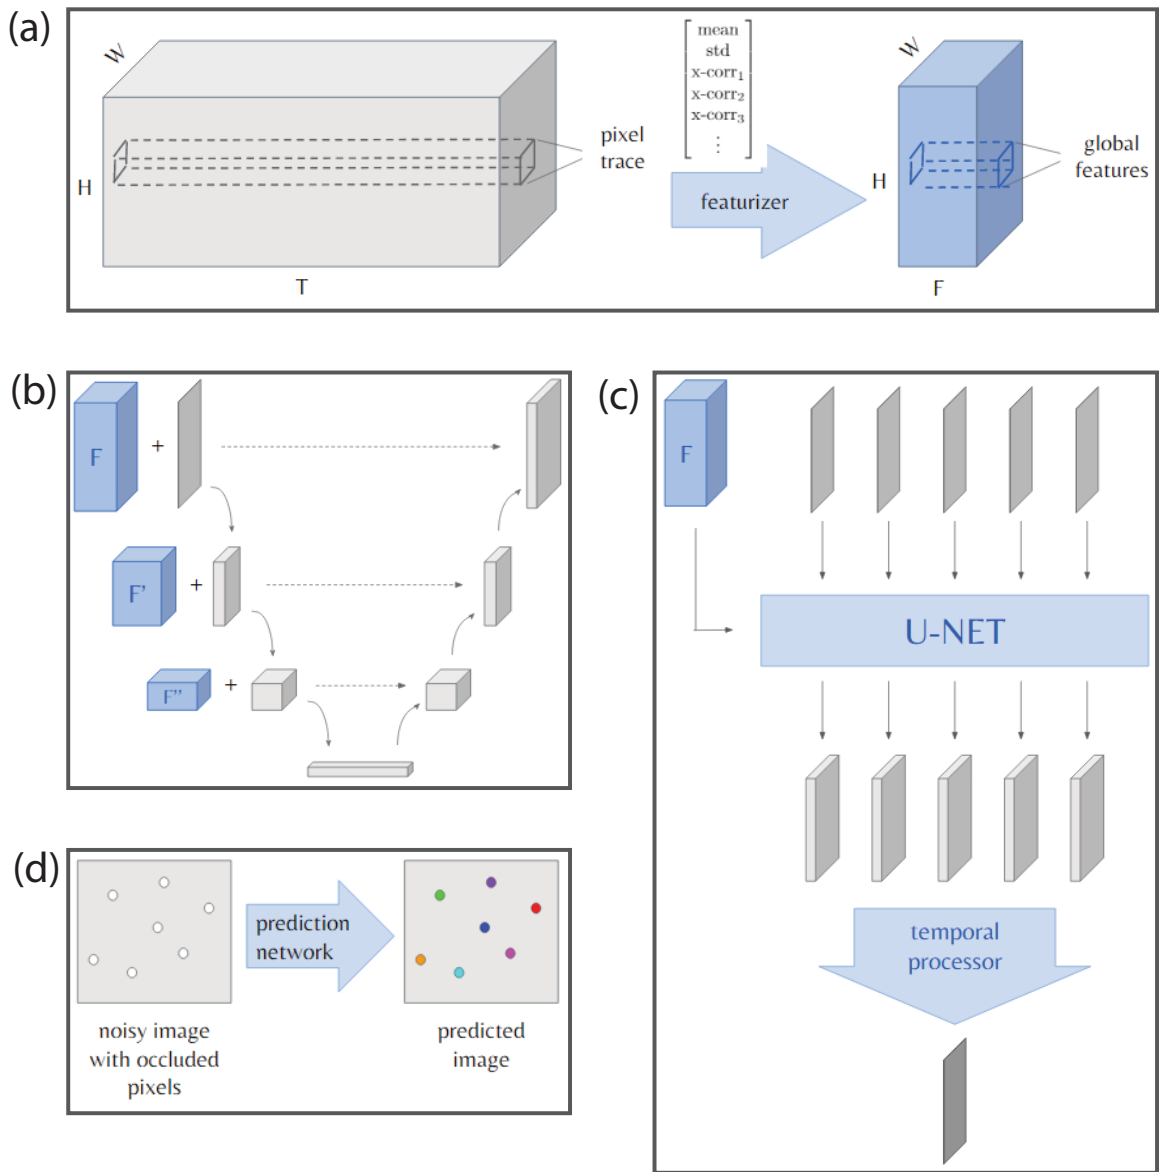 (a)
W
H
T
pixel
trace
mean
std
x-corr₁
x-corr₂
x-corr₃
⋮
featurizer
W
H
F
global
features
(b)
F
+
F'
+
F''
+
(c)
F
U-NET
temporal
processor
(d)
prediction
network
noisy image
with occluded
pixels
predicted
image